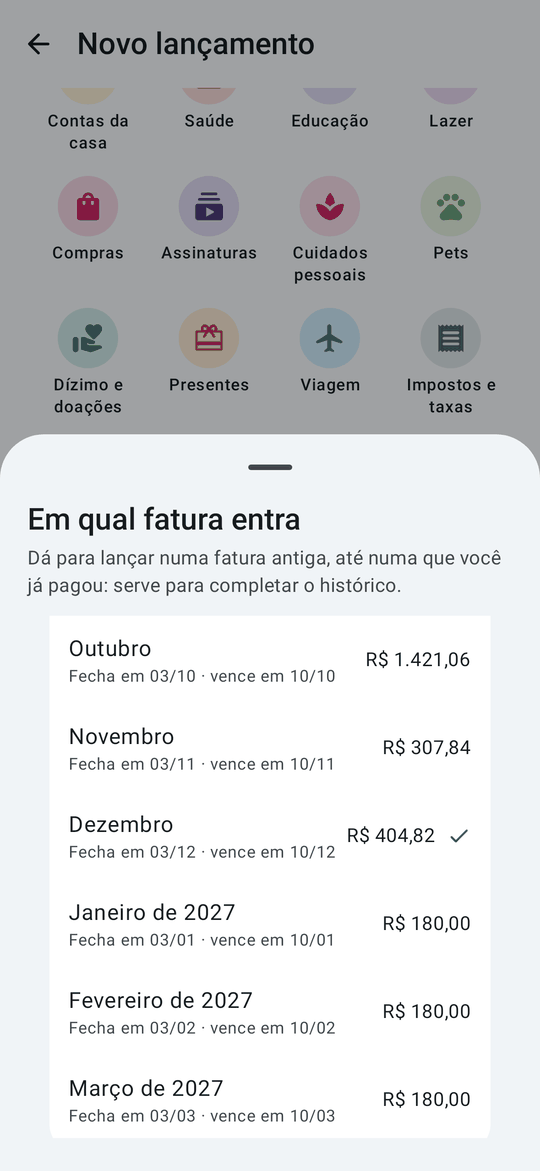 Novo lançamento
Contas da casa
Saúde
Educação
Lazer
Compras
Assinaturas
Cuidados pessoais
Pets
Dízimo e doações
Presentes
Viagem
Impostos e taxas
Em qual fatura entra
Dá para lançar numa fatura antiga, até numa que você
já pagou: serve para completar o histórico.
Outubro
Fecha em 03/10 · vence em 10/10
R$ 1.421,06
Novembro
Fecha em 03/11 · vence em 10/11
R$ 307,84
Dezembro
Fecha em 03/12 · vence em 10/12
R$ 404,82
Janeiro de 2027
Fecha em 03/01 · vence em 10/01
R$ 180,00
Fevereiro de 2027
Fecha em 03/02 · vence em 10/02
R$ 180,00
Março de 2027
Fecha em 03/03 · vence em 10/03
R$ 180,00